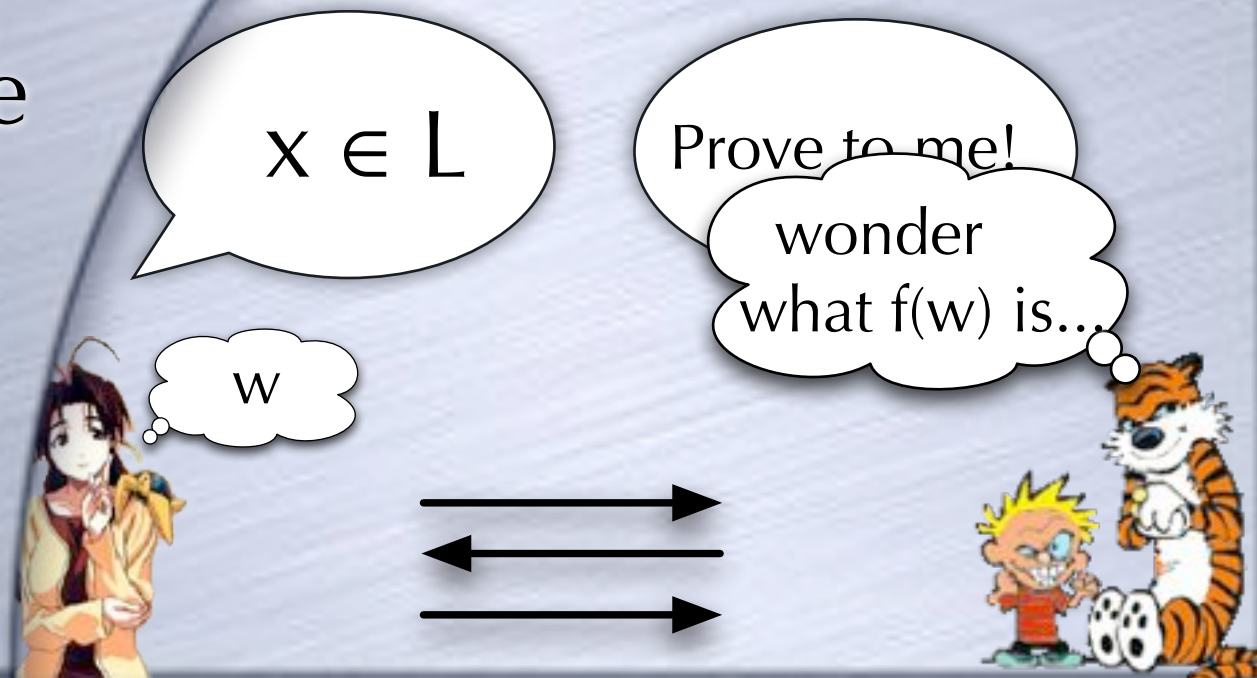 e
x ∈ L
Prove to me!
wonder
what f(w) is...
w